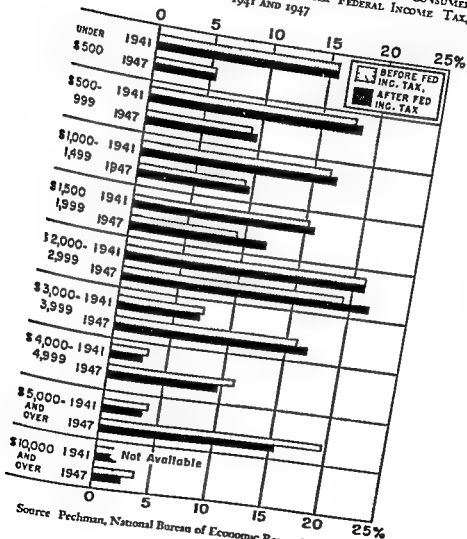 CONSUMER
FEDERAL INCOME TAX,
1941 AND 1947
0 5 10 15 20 25%
BEFORE FED
ING. TAX,
AFTER FED
ING. TAX
UNDER
$500
1941
1947
$500-
999
1941
1947
$1,000-
1,499
1941
1947
$1,500
1,999
1941
1947
$2,000-
2,999
1941
1947
$3,000-
3,999
1941
1947
$4,000-
4,999
1941
1947
$5,000-
AND
OVER
1941
1947
$10,000
AND
OVER
1941
Not Available
1947
0 5 10 15 20 25%
Source Pechman, National Bureau of Economic